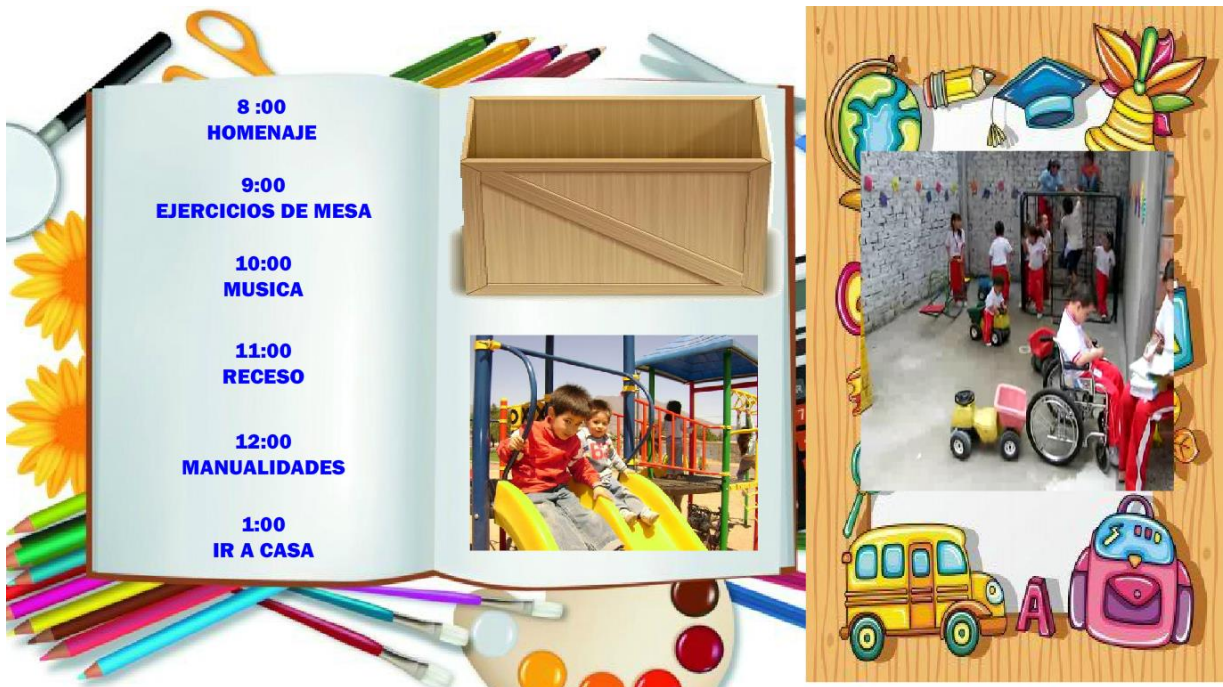 8 :00
HOMENAJE
9:00
EJERCICIOS DE MESA
10:00
MUSICA
11:00
RECESO
12:00
MANUALIDADES
1:00
IR A CASA
A